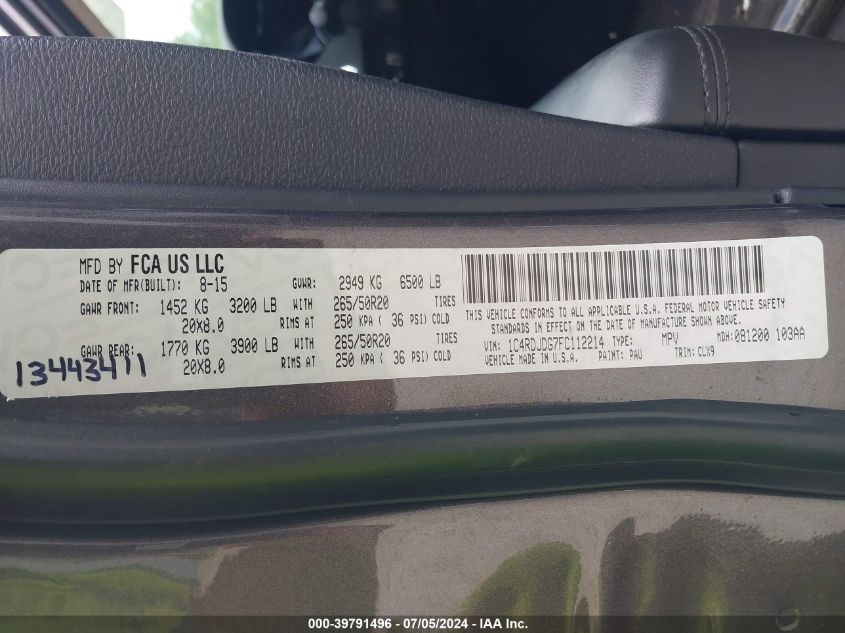 MFD BY FCA US LLC
DATE OF MFR(BUILT): 8-15 GVWR: 2949 KG 6500 LB
GAWR FRONT: 1452 KG 3200 LB WITH 265/50R20 TIRES
20X8.0 RIMS AT 250 KPA ( 36 PSI) COLD
GAWR REAR: 1770 KG 3900 LB WITH 265/50R20 TIRES
20X8.0 RIMS AT 250 KPA ( 36 PSI) COLD
13443411
THIS VEHICLE CONFORMS TO ALL APPLICABLE U.S.A. FEDERAL MOTOR VEHICLE SAFETY
STANDARDS IN EFFECT ON THE DATE OF MANUFACTURE SHOWN ABOVE.
VIN: 1C4RDJDG7FC112214 TYPE: MPV MDH: 081200 103AA
VEHICLE MADE IN U.S.A. PAINT: PAU TRIM: CLX9
000-39791496 - 07/05/2024 - IAA Inc.